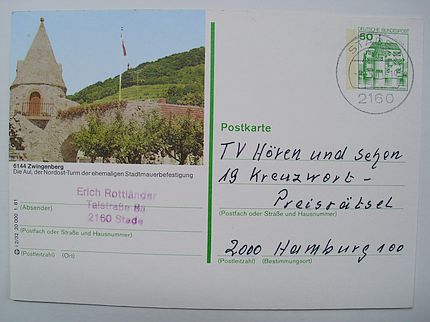 DEUTSCHE BUNDESPOST
50
2160
6144 Zwingenberg
Die Aul, der Nordost-Turm der ehemaligen Stadtmauerbefestigung
Erich Rottländer
Talstraße 8a
2160 Stade
(Absender)
(Postfach oder Straße und Hausnummer)
(Postleitzahl) (Ort)
Postkarte
TV Hören und sehen
19 Kreuzwort-
Preisrätsel
(Postfach oder Straße und Hausnummer)
2000 Hamburg 100
(Postleitzahl) (Bestimmungsort)